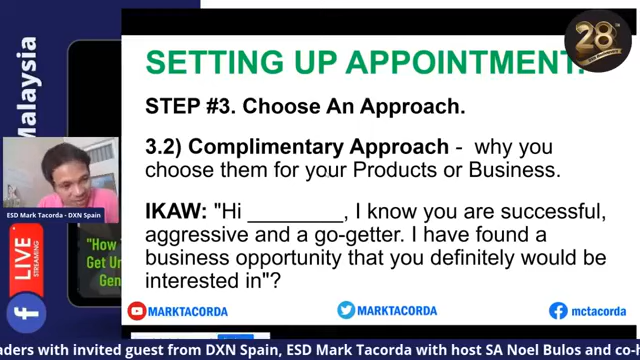 Malaysia
28
SETTING UP APPOINTMENT.
STEP #3. Choose An Approach.
3.2) Complimentary Approach - why you
choose them for your Products or Business.
IKAW: "Hi ________, I know you are successful,
aggressive and a go-getter. I have found a
business opportunity that you definitely would be
interested in"?
ESD Mark Tacorda - DXN Spain
LIVE
STREAMING
"How
Get Un
Gen
MARKTACORDA
MARKTACORDA
mctacorda
aders with invited guest from DXN Spain, ESD Mark Tacorda with host SA Noel Bulos and co-h